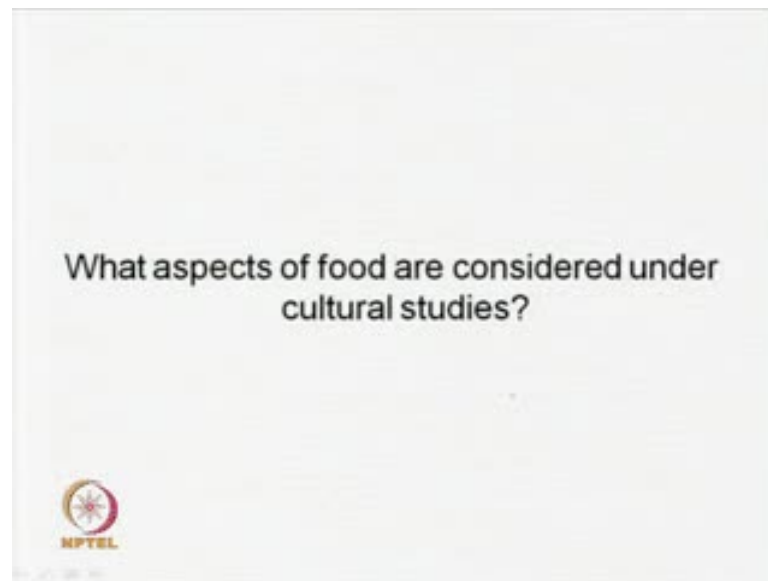 What aspects of food are considered under
cultural studies?
NPTEL